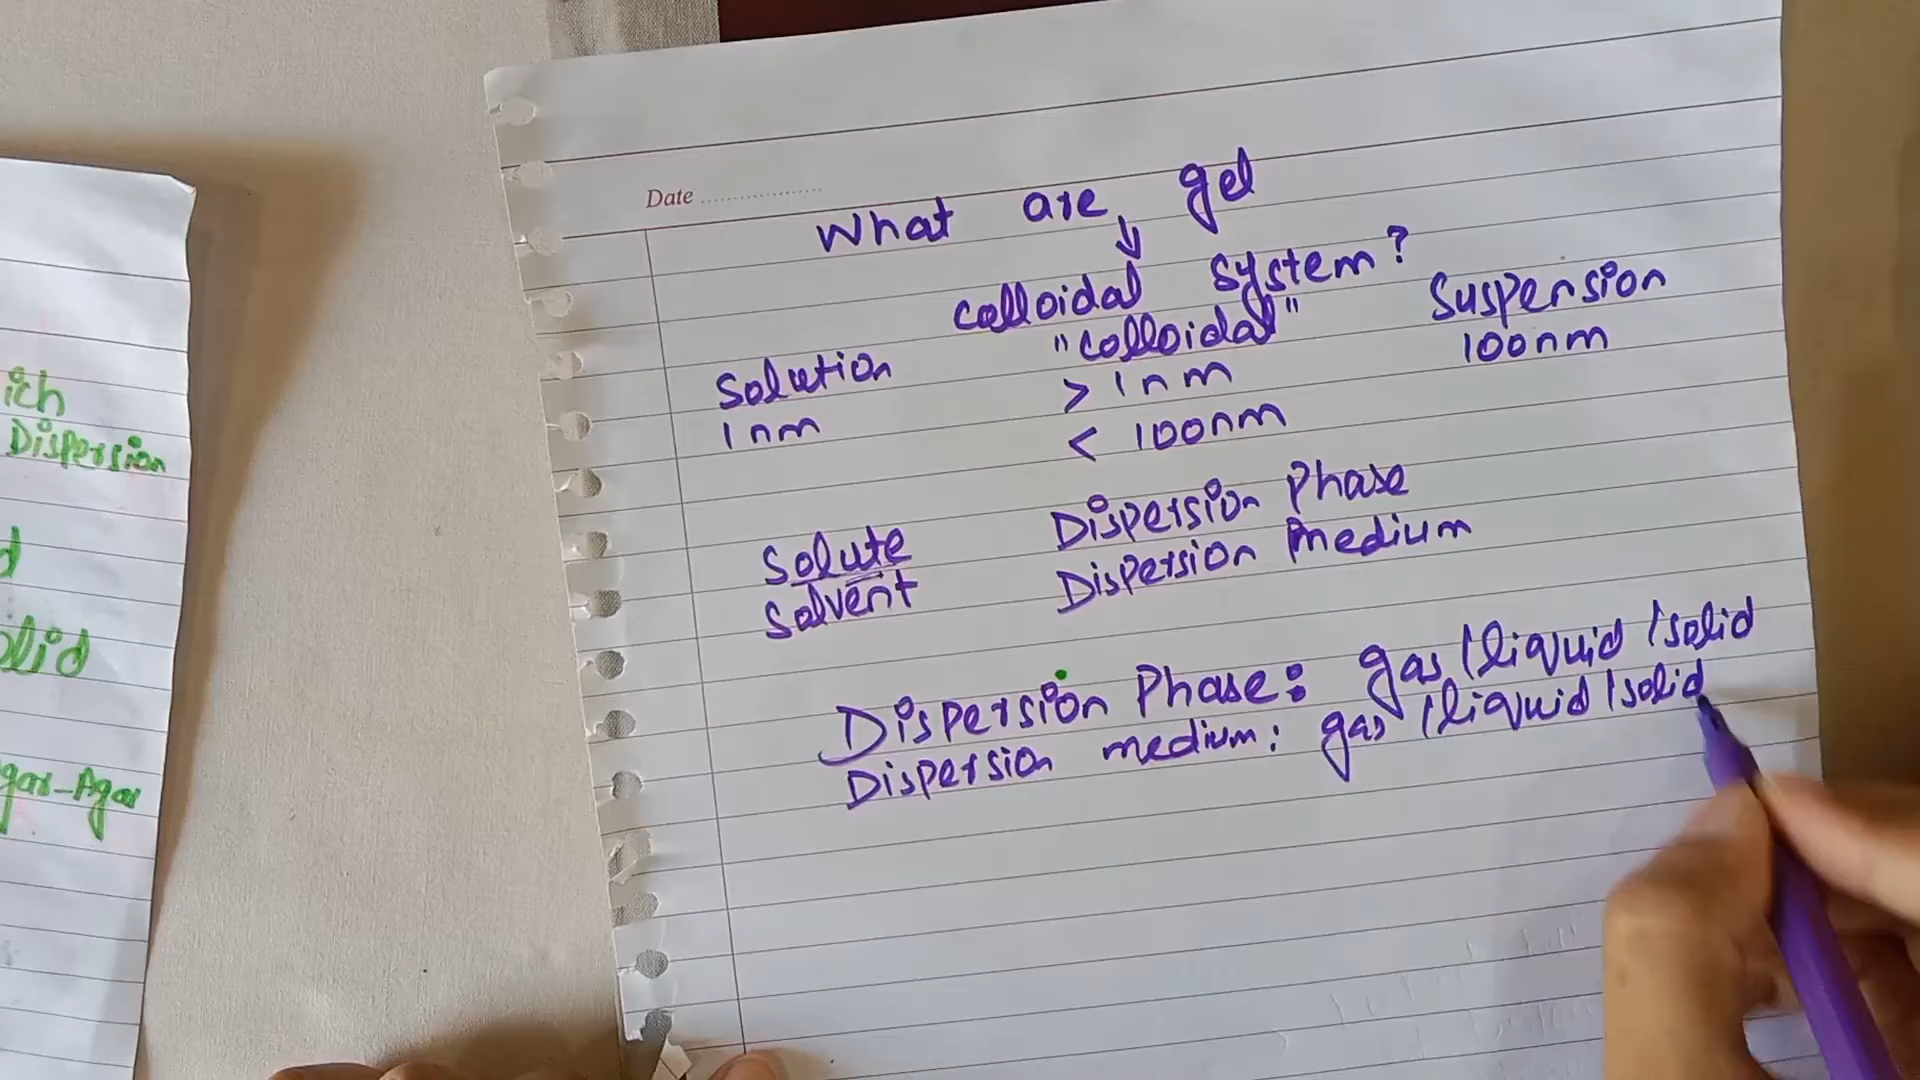 ich
Dispersion
d
olid
gar-Agar
Date
What are gel
↓
colloidal system?
Solution "colloidal" Suspension
1nm > 1nm 100nm
< 100nm
Solute Dispersion Phase
Solvent Dispersion medium
Dispersion Phase: gas/liquid/solid
Dispersion medium: gas/liquid/solid